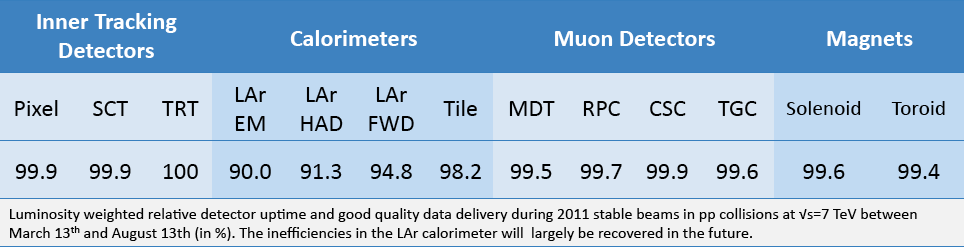 Inner Tracking Detectors Calorimeters Muon Detectors Magnets
Pixel SCT TRT LAr EM LAr HAD LAr FWD Tile MDT RPC CSC TGC Solenoid Toroid
99.9 99.9 100 90.0 91.3 94.8 98.2 99.5 99.7 99.9 99.6 99.6 99.4
Luminosity weighted relative detector uptime and good quality data delivery during 2011 stable beams in pp collisions at √s=7 TeV between
March 13th and August 13th (in %). The inefficiencies in the LAr calorimeter will largely be recovered in the future.